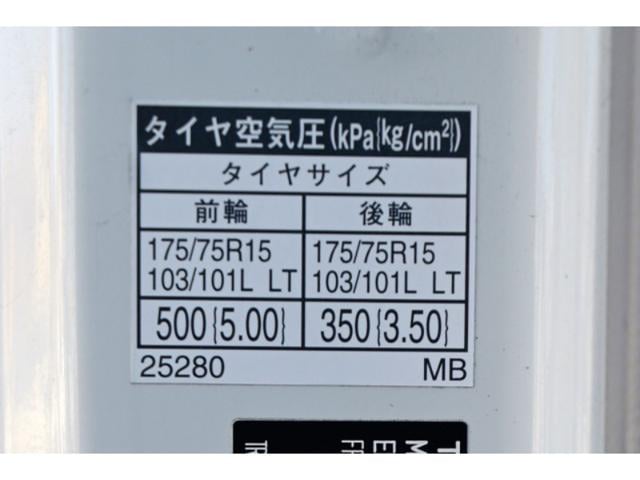 タイヤ空気圧(kPa{kg/cm²})
タイヤサイズ
前輪 後輪
175/75R15 175/75R15
103/101L LT 103/101L LT
500{5.00} 350{3.50}
25280 MB